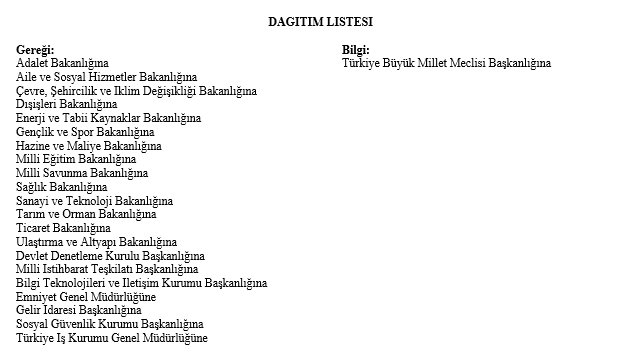 DAGITIM LISTESI
Gereği:
Adalet Bakanlığına
Aile ve Sosyal Hizmetler Bakanlığına
Çevre, Şehircilik ve Iklim Değişikliği Bakanlığına
Dışişleri Bakanlığına
Enerji ve Tabii Kaynaklar Bakanlığına
Gençlik ve Spor Bakanlığına
Hazine ve Maliye Bakanlığına
Milli Eğitim Bakanlığına
Milli Savunma Bakanlığına
Sağlık Bakanlığına
Sanayi ve Teknoloji Bakanlığına
Tarım ve Orman Bakanlığına
Ticaret Bakanlığına
Ulaştırma ve Altyapı Bakanlığına
Devlet Denetleme Kurulu Başkanlığına
Milli Istihbarat Teşkilatı Başkanlığına
Bilgi Teknolojileri ve Iletişim Kurumu Başkanlığına
Emniyet Genel Müdürlüğüne
Gelir Idaresi Başkanlığına
Sosyal Güvenlik Kurumu Başkanlığına
Türkiye Iş Kurumu Genel Müdürlüğüne
Bilgi:
Türkiye Büyük Millet Meclisi Başkanlığına